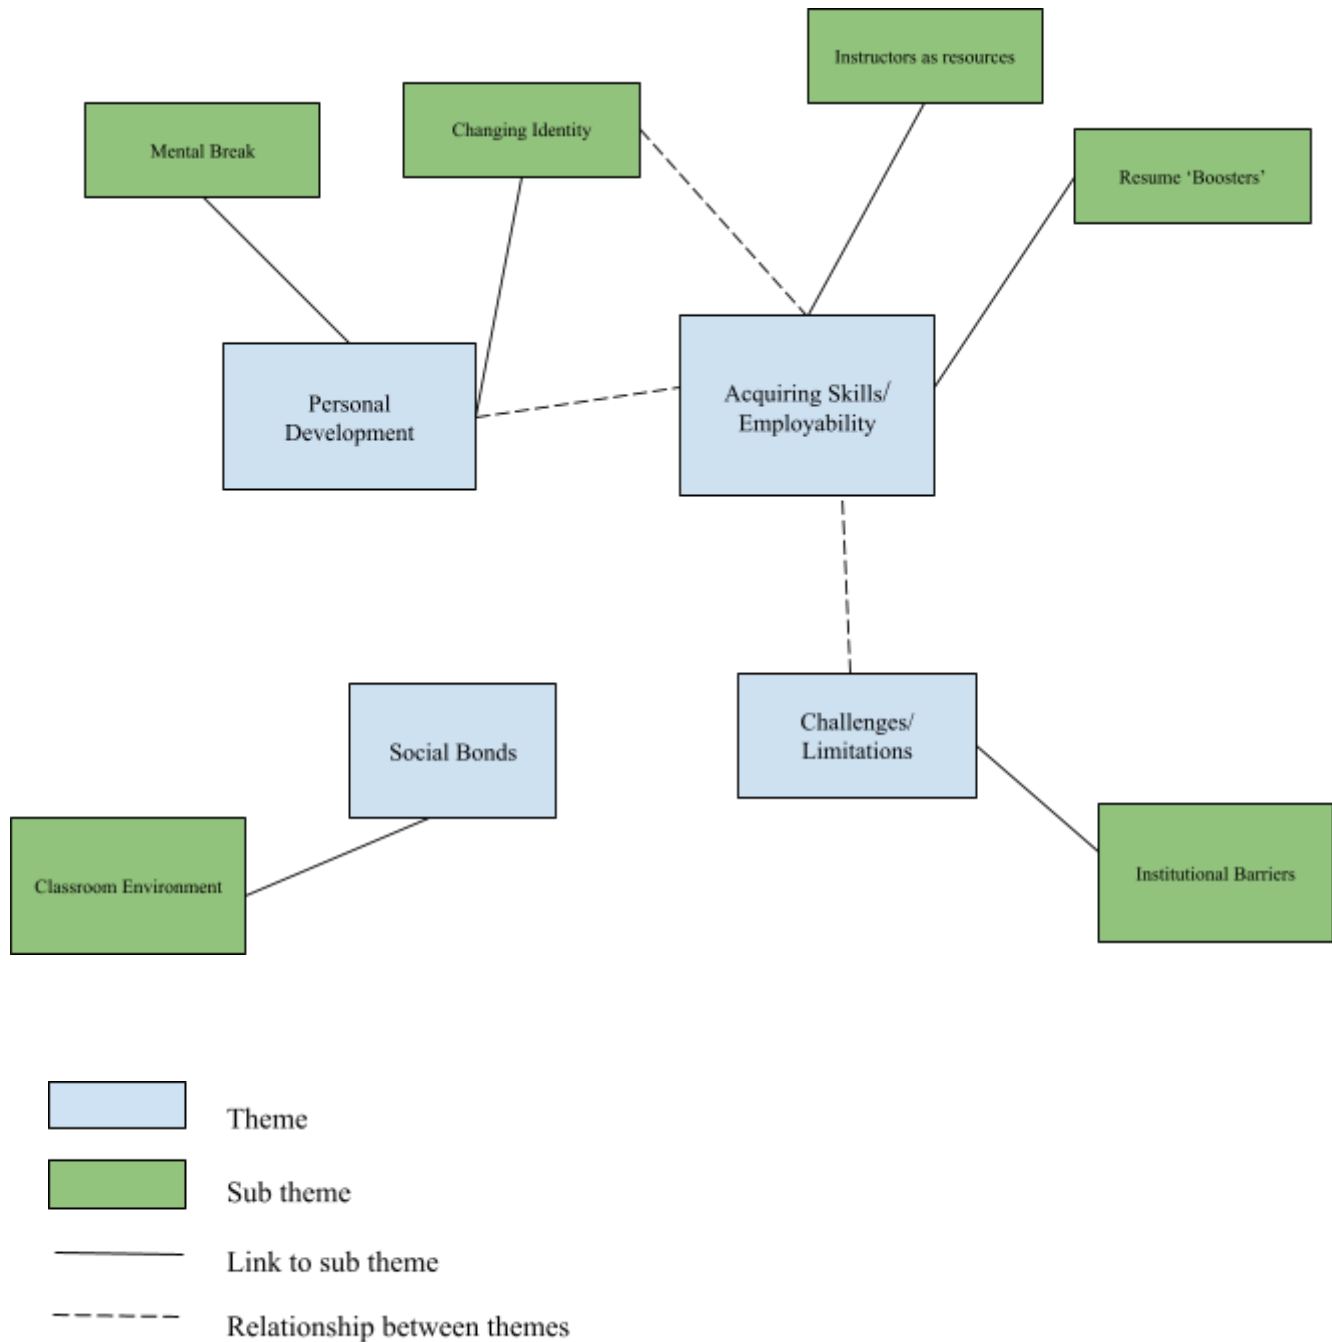 Instructors as resources
Changing Identity
Mental Break
Resume ‘Boosters’
Personal
Development
Acquiring Skills/
Employability
Social Bonds
Challenges/
Limitations
Classroom Environment
Institutional Barriers
Theme
Sub theme
Link to sub theme
Relationship between themes